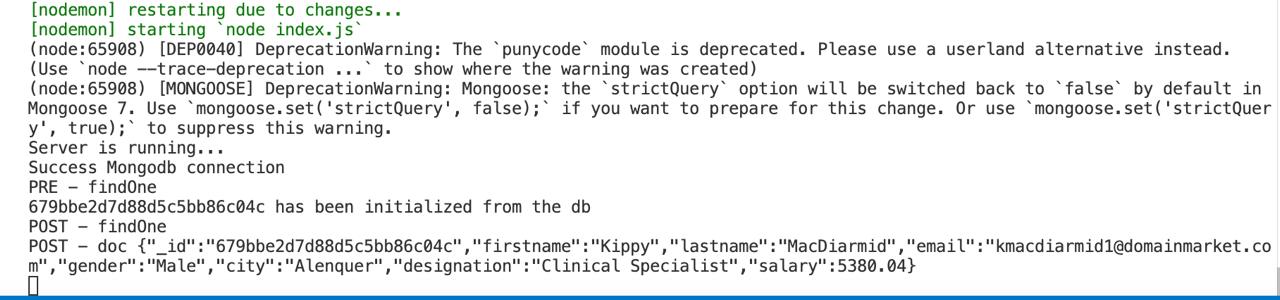 [nodemon] restarting due to changes...
[nodemon] starting `node index.js`
(node:65908) [DEP0040] DeprecationWarning: The `punycode` module is deprecated. Please use a userland alternative instead.
(Use `node --trace-deprecation ...` to show where the warning was created)
(node:65908) [MONGOOSE] DeprecationWarning: Mongoose: the `strictQuery` option will be switched back to `false` by default in
Mongoose 7. Use `mongoose.set('strictQuery', false);` if you want to prepare for this change. Or use `mongoose.set('strictQuer
y', true);` to suppress this warning.
Server is running...
Success Mongodb connection
PRE - findOne
679bbe2d7d88d5c5bb86c04c has been initialized from the db
POST - findOne
POST - doc {"_id":"679bbe2d7d88d5c5bb86c04c","firstname":"Kippy","lastname":"MacDiarmid","email":"kmacdiarmid1@domainmarket.co
m","gender":"Male","city":"Alenquer","designation":"Clinical Specialist","salary":5380.04}